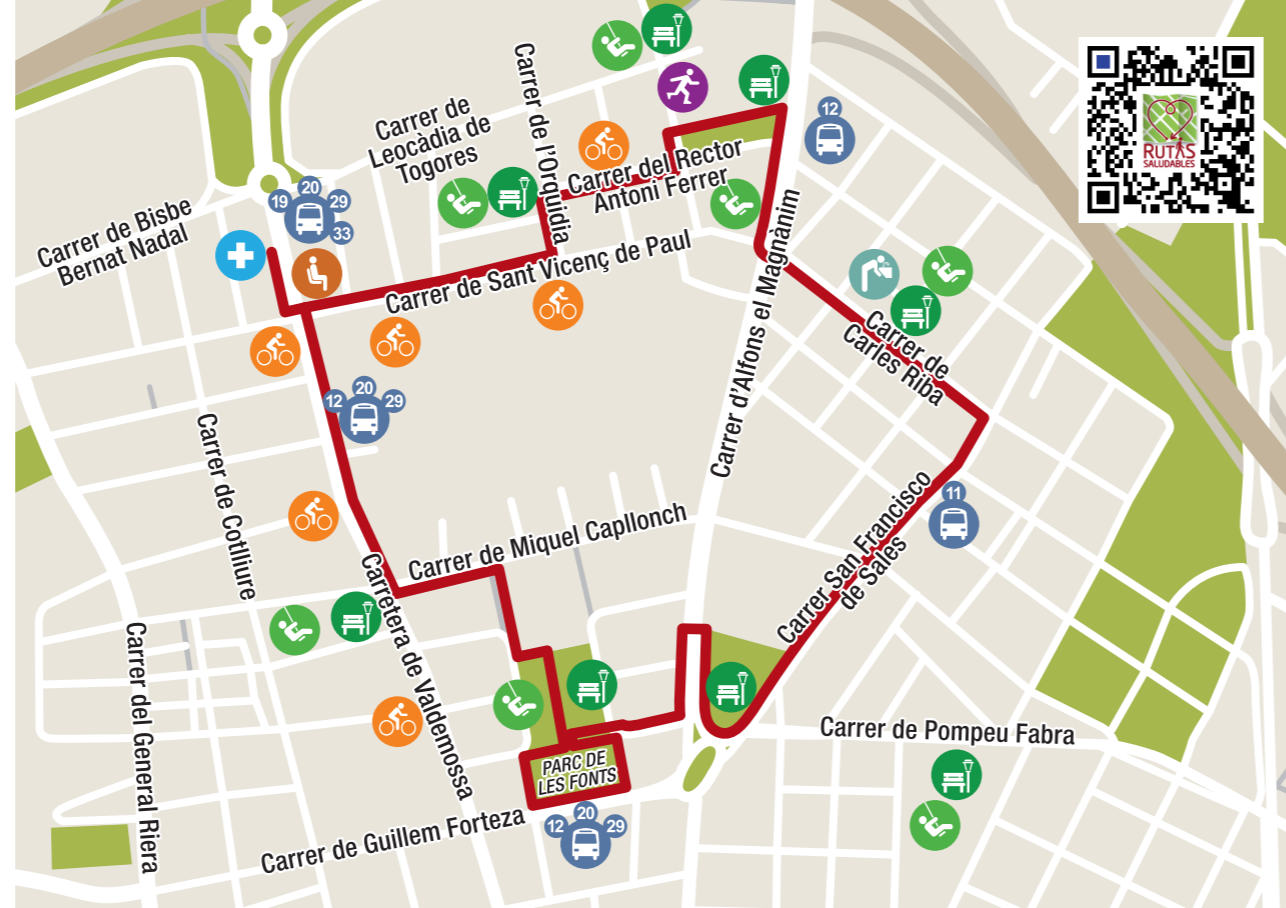 Carrer de
Leocàdia de
Togores
Carrer de l'Orquidia
12
RUTAS
SALUDABLES
Carrer del Rector
Antoni Ferrer
Carrer de Bisbe
Bernat Nadal
19
20
29
33
Carrer de Sant Vicenç de Paul
Carrer d'Alfons el Magnànim
Carrer de
Carles Riba
12
20
29
Carrer de Cotlliure
11
Carrer de Miquel Capllonch
Carrer San Francisco
de Sales
Carretera de Valdemossa
Carrer del General Riera
Carrer de Pompeu Fabra
PARC DE
LES FONTS
Carrer de Guillem Forteza
12
20
29